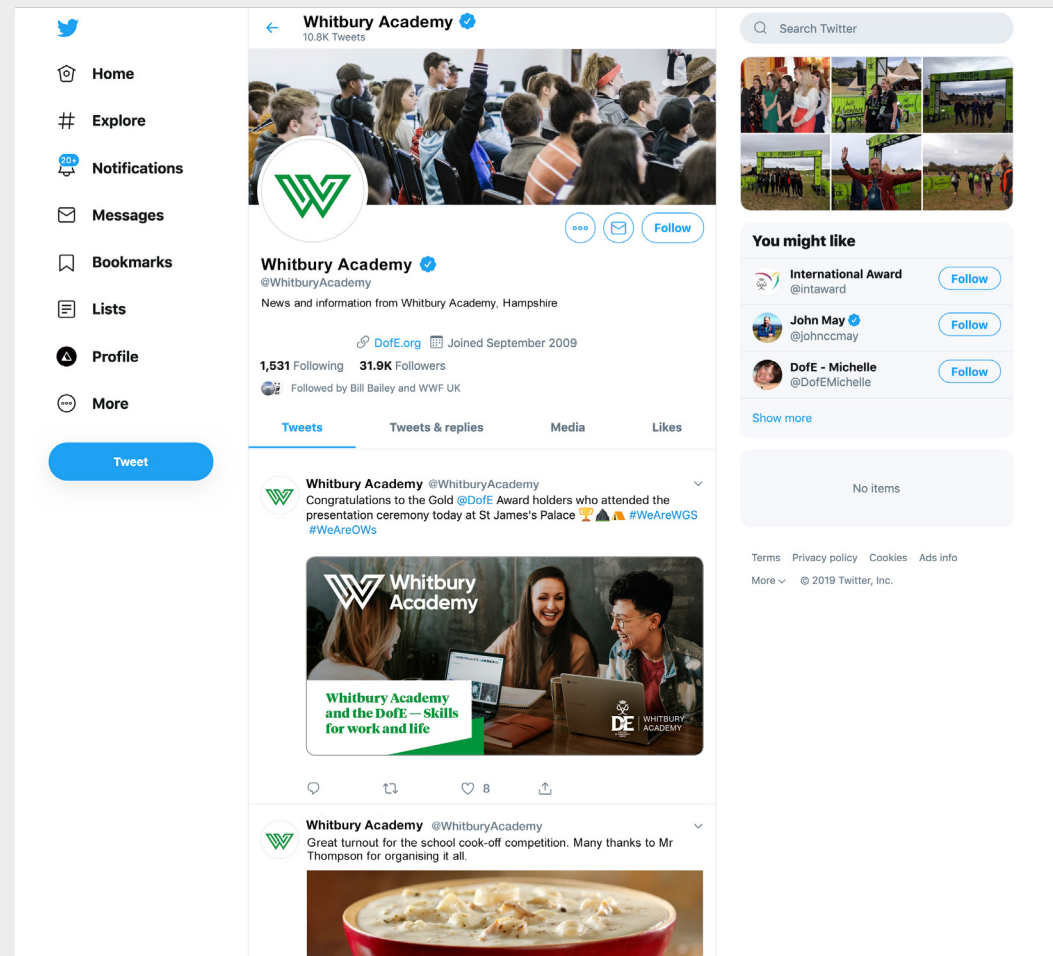 Home
Explore
20+
Notifications
Messages
Bookmarks
Lists
Profile
More
Tweet
Whitbury Academy
10.8K Tweets
Follow
Whitbury Academy
@WhitburyAcademy
News and information from Whitbury Academy, Hampshire
DofE.org Joined September 2009
1,531 Following 31.9K Followers
Followed by Bill Bailey and WWF UK
Tweets Tweets & replies Media Likes
Whitbury Academy @WhitburyAcademy
Congratulations to the Gold @DofE Award holders who attended the
presentation ceremony today at St James's Palace 🏆 ⛺ #WeAreWGS
#WeAreOWs
Whitbury
Academy
Whitbury Academy
and the DofE — Skills
for work and life
DofE
WHITBURY
ACADEMY
8
Whitbury Academy @WhitburyAcademy
Great turnout for the school cook-off competition. Many thanks to Mr
Thompson for organising it all.
Search Twitter
FINISH
FINISH
You might like
International Award
@intaward
Follow
John May
@johnccmay
Follow
DofE - Michelle
@DofEMichelle
Follow
Show more
No items
Terms Privacy policy Cookies Ads info
More © 2019 Twitter, Inc.